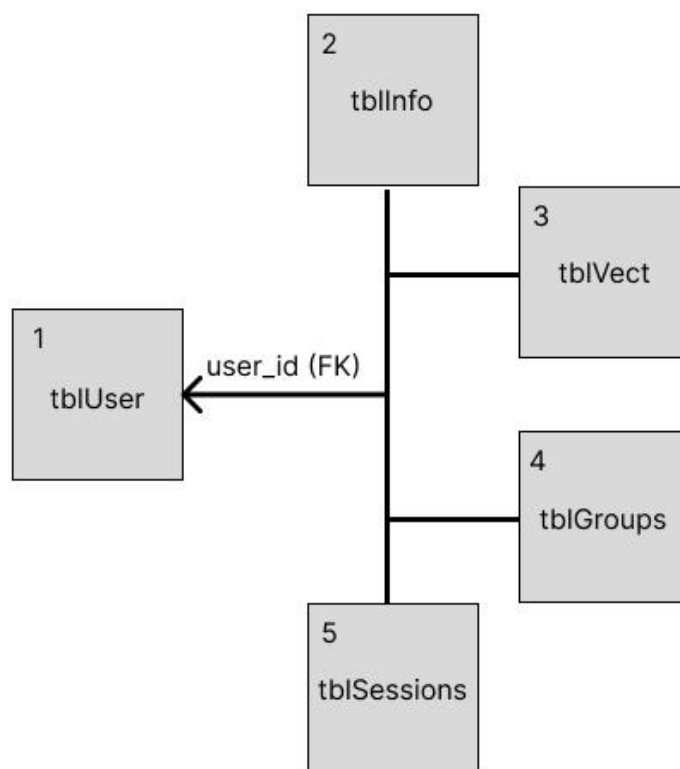 2
tblInfo
3
tblVect
1
tblUser
user_id (FK)
4
tblGroups
5
tblSessions